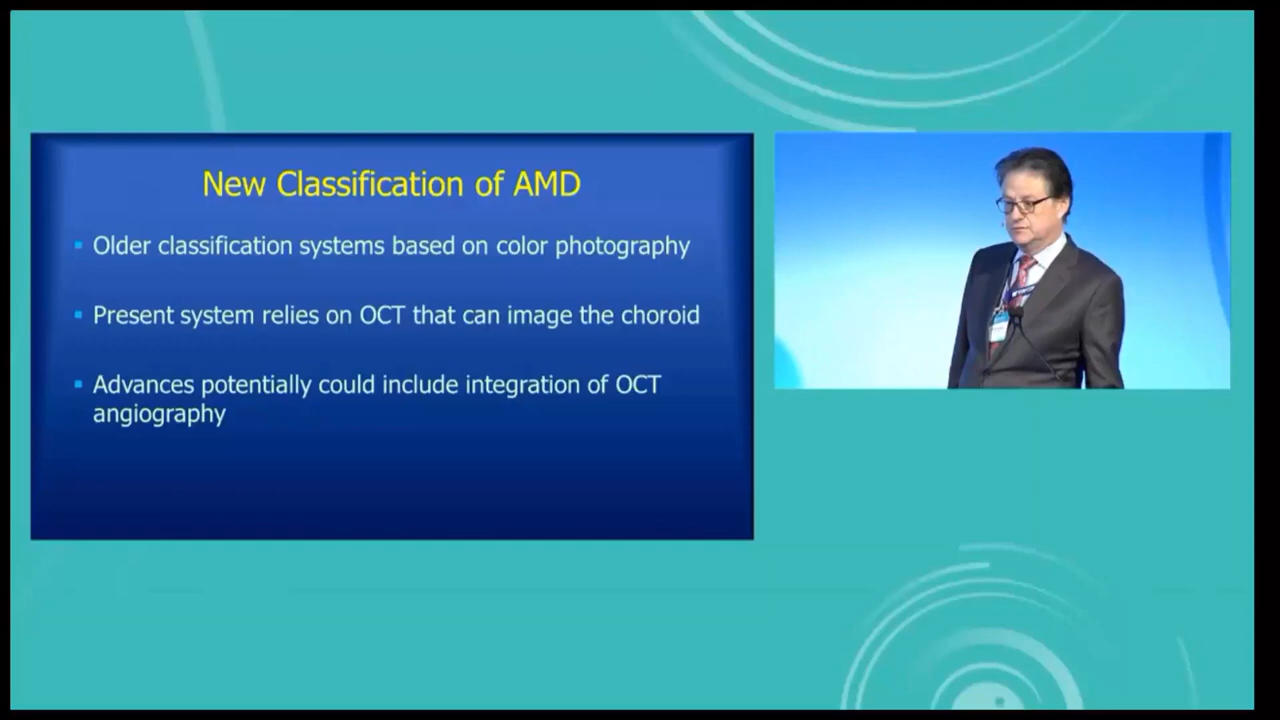 New Classification of AMD
Older classification systems based on color photography
Present system relies on OCT that can image the choroid
Advances potentially could include integration of OCT
angiography